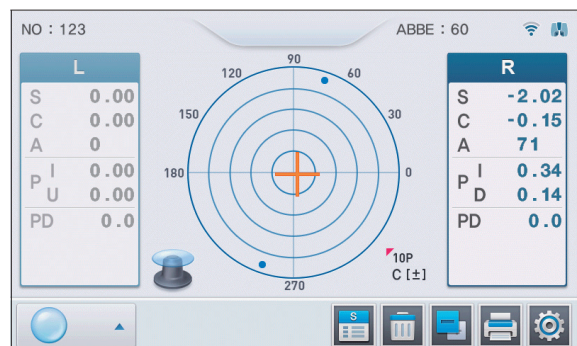 NO : 123
ABBE : 60
L
S 0.00
C 0.00
A 0
P I 0.00
U 0.00
PD 0.0
90
120
60
150
30
180
0
270
10P
C [±]
R
S -2.02
C -0.15
A 71
P I 0.34
D 0.14
PD 0.0
S